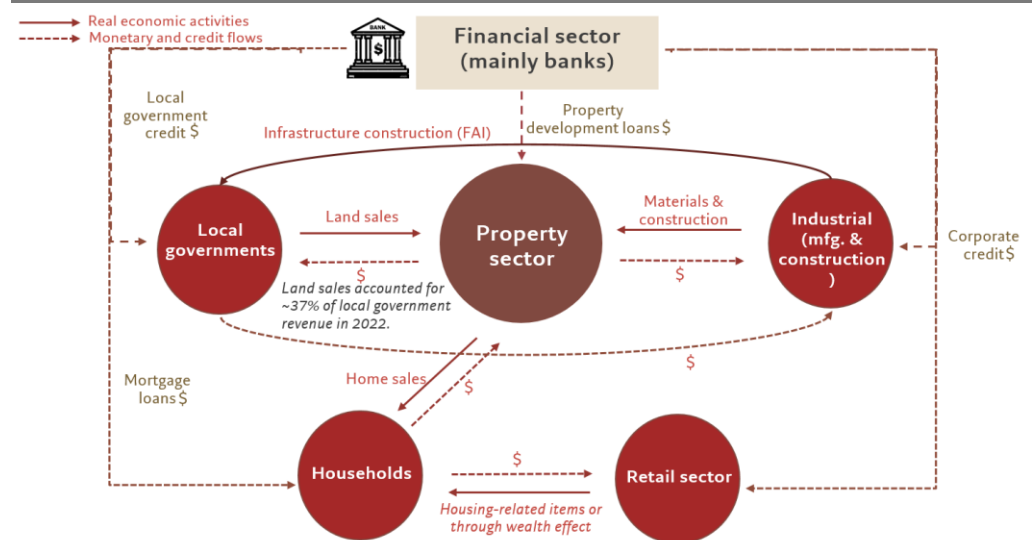 Real economic activities
Monetary and credit flows
BANK
$
Financial sector
(mainly banks)
Local
government
credit $
Property
development loans $
Infrastructure construction (FAI)
Local
governments
Land sales
$
Land sales accounted for
~37% of local government
revenue in 2022.
Property
sector
Materials &
construction
$
Industrial
(mfg. &
construction
)
Corporate
credit $
$
Mortgage
loans $
Home sales
$
Households
$
Housing-related items or
through wealth effect
Retail sector